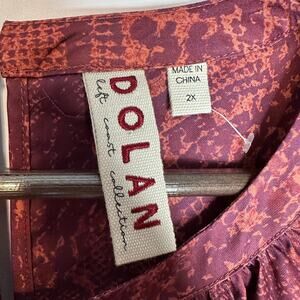 DOLAN
left coast collection
MADE IN
CHINA
2X